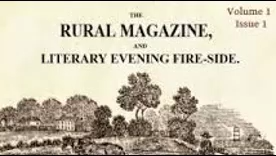 THE
RURAL MAGAZINE,
AND
LITERARY EVENING FIRE-SIDE.
Volume 1
Issue 1